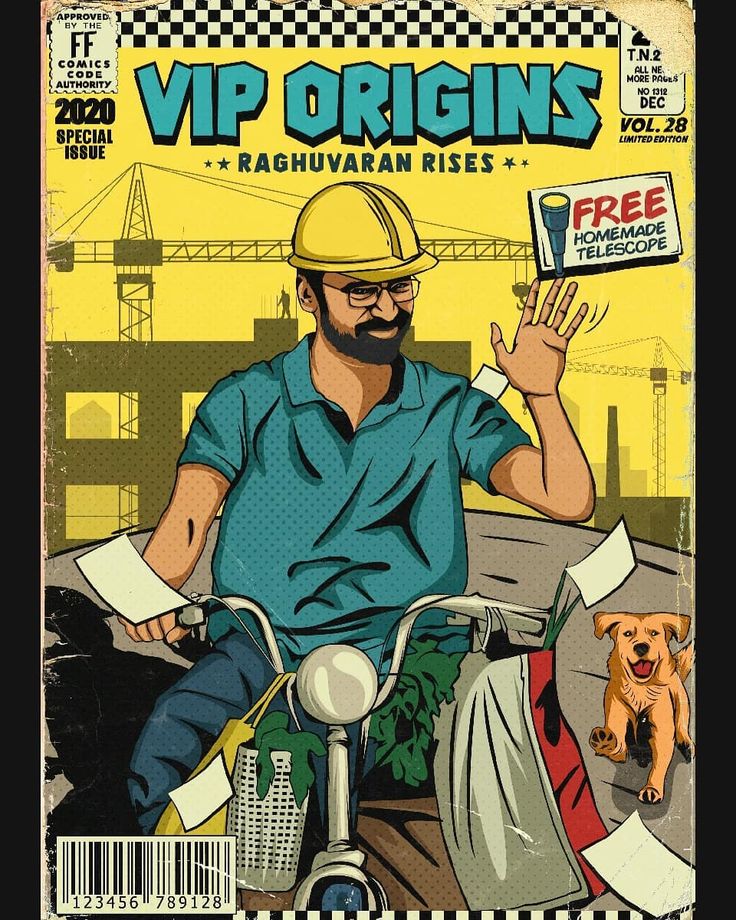 APPROVED
BY THE
FF
COMICS
CODE
AUTHORITY
2020
SPECIAL
ISSUE
VIP ORIGINS
RAGHUVARAN RISES
T.N.2
ALL NE
MORE PAGES
NO 1312
DEC
VOL. 28
LIMITED EDITION
FREE
HOMEMADE
TELESCOPE
123456 789128